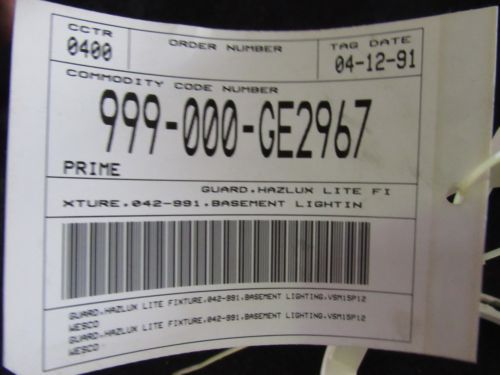 CCTR
0400
ORDER NUMBER
TAG DATE
04-12-91
COMMODITY CODE NUMBER
999-000-GE2967
PRIME
GUARD.HAZLUX LITE FI
XTURE.042-991.BASEMENT LIGHTIN
GUARD.HAZLUX LITE FIXTURE.042-991.BASEMENT LIGHTING.VSM15P12
WESCO
GUARD.HAZLUX LITE FIXTURE.042-991.BASEMENT LIGHTING.VSM15P12
WESCO